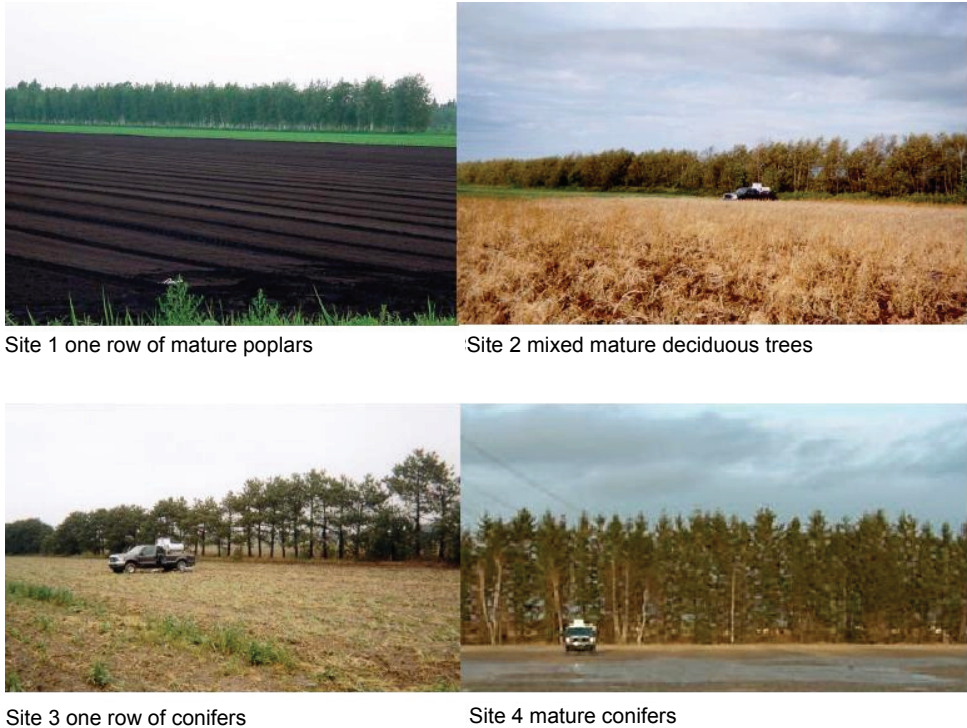 Site 1 one row of mature poplars
Site 2 mixed mature deciduous trees
Site 3 one row of conifers
Site 4 mature conifers